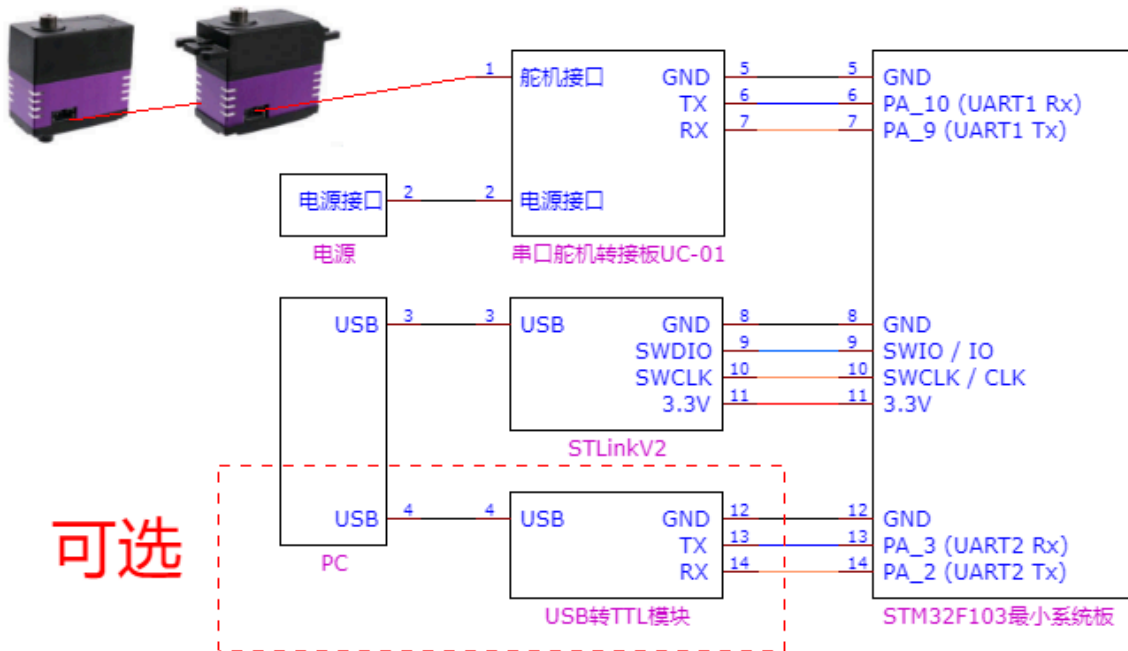 1 舵机接口 GND 5 5 GND
TX 6 6 PA_10 (UART1 Rx)
RX 7 7 PA_9 (UART1 Tx)
电源接口 2 2 电源接口
电源 串口舵机转接板UC-01
USB 3 3 USB GND 8 8 GND
SWDIO 9 9 SWIO / IO
SWCLK 10 10 SWCLK / CLK
3.3V 11 11 3.3V
STLinkV2
可选
USB 4 4 USB GND 12 12 GND
TX 13 13 PA_3 (UART2 Rx)
PC RX 14 14 PA_2 (UART2 Tx)
USB转TTL模块 STM32F103最小系统板